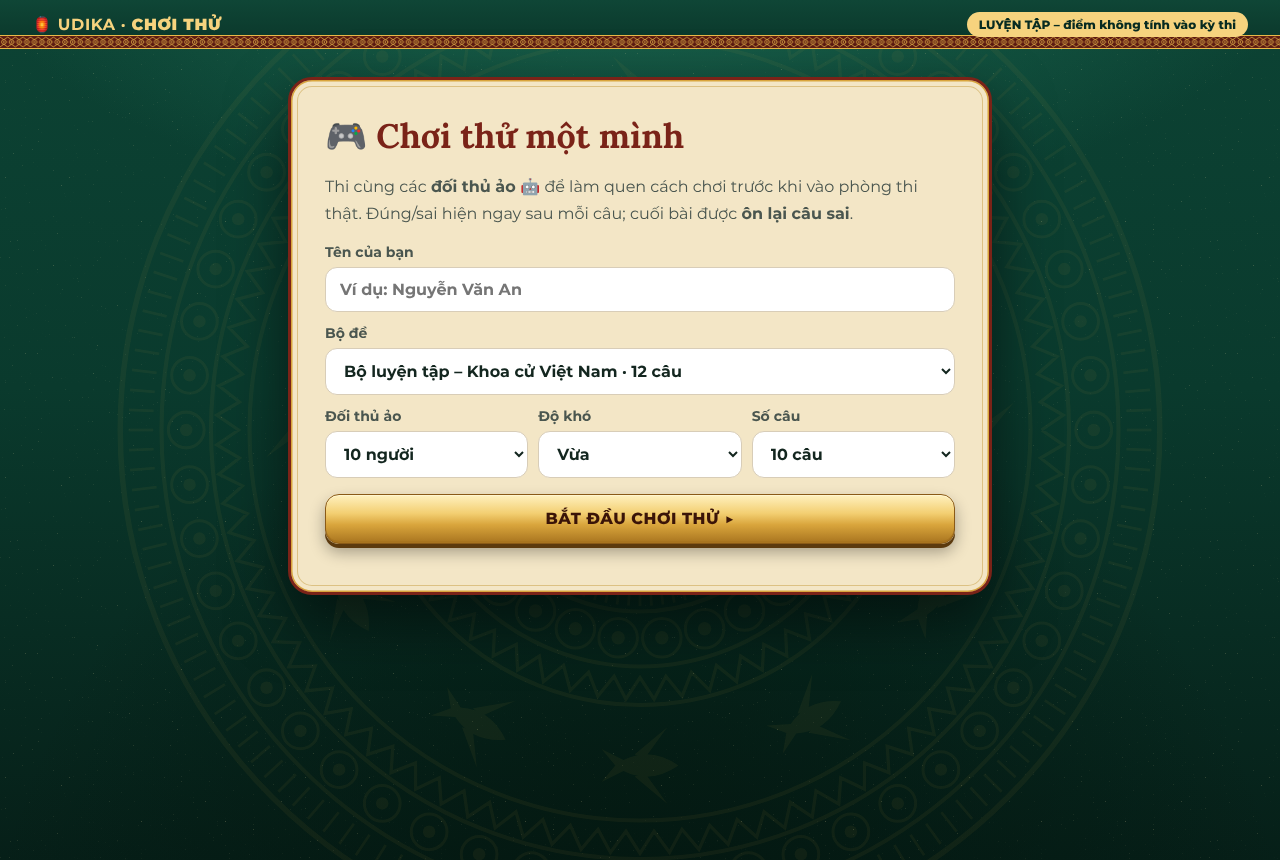 UDIKA · CHƠI THỬ
LUYỆN TẬP – điểm không tính vào kỳ thi
Chơi thử một mình
Thi cùng các đối thủ ảo 🤖 để làm quen cách chơi trước khi vào phòng thi
thật. Đúng/sai hiện ngay sau mỗi câu; cuối bài được ôn lại câu sai.
Tên của bạn
Ví dụ: Nguyễn Văn An
Bộ đề
Bộ luyện tập – Khoa cử Việt Nam · 12 câu
Đối thủ ảo
Độ khó
Số câu
10 người
Vừa
10 câu
BẮT ĐẦU CHƠI THỬ ▸